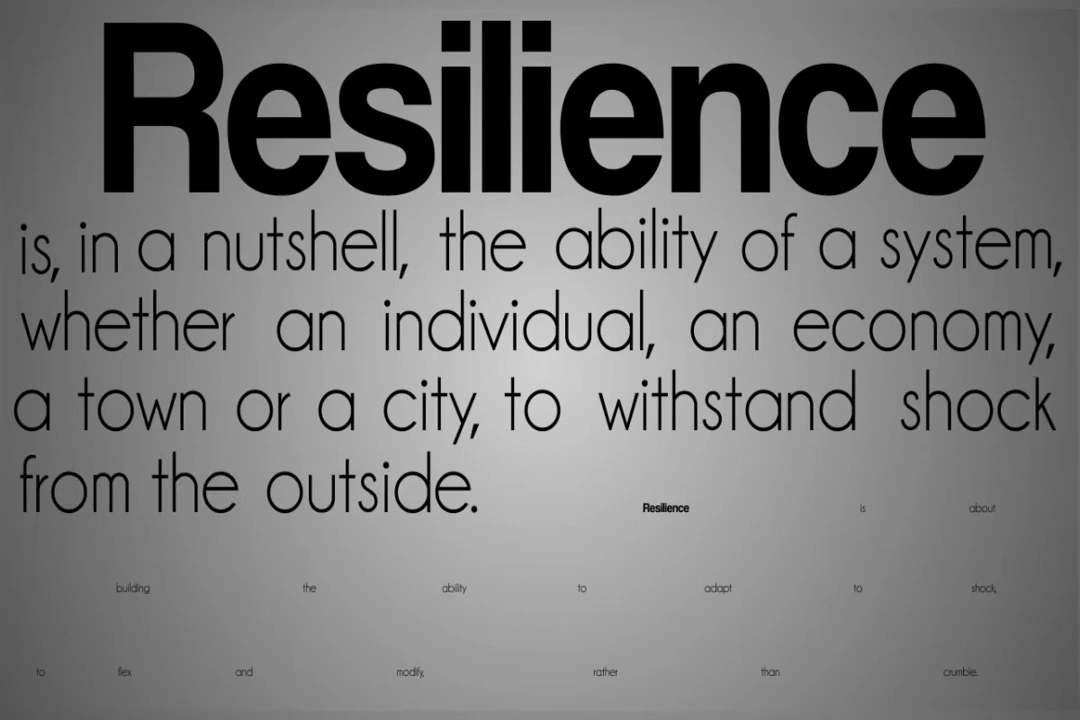 Resilience
is, in a nutshell, the ability of a system,
whether an individual, an economy,
a town or a city, to withstand shock
from the outside. Resilience is about
building the ability to adapt to shock,
to flex and modify, rather than crumble.